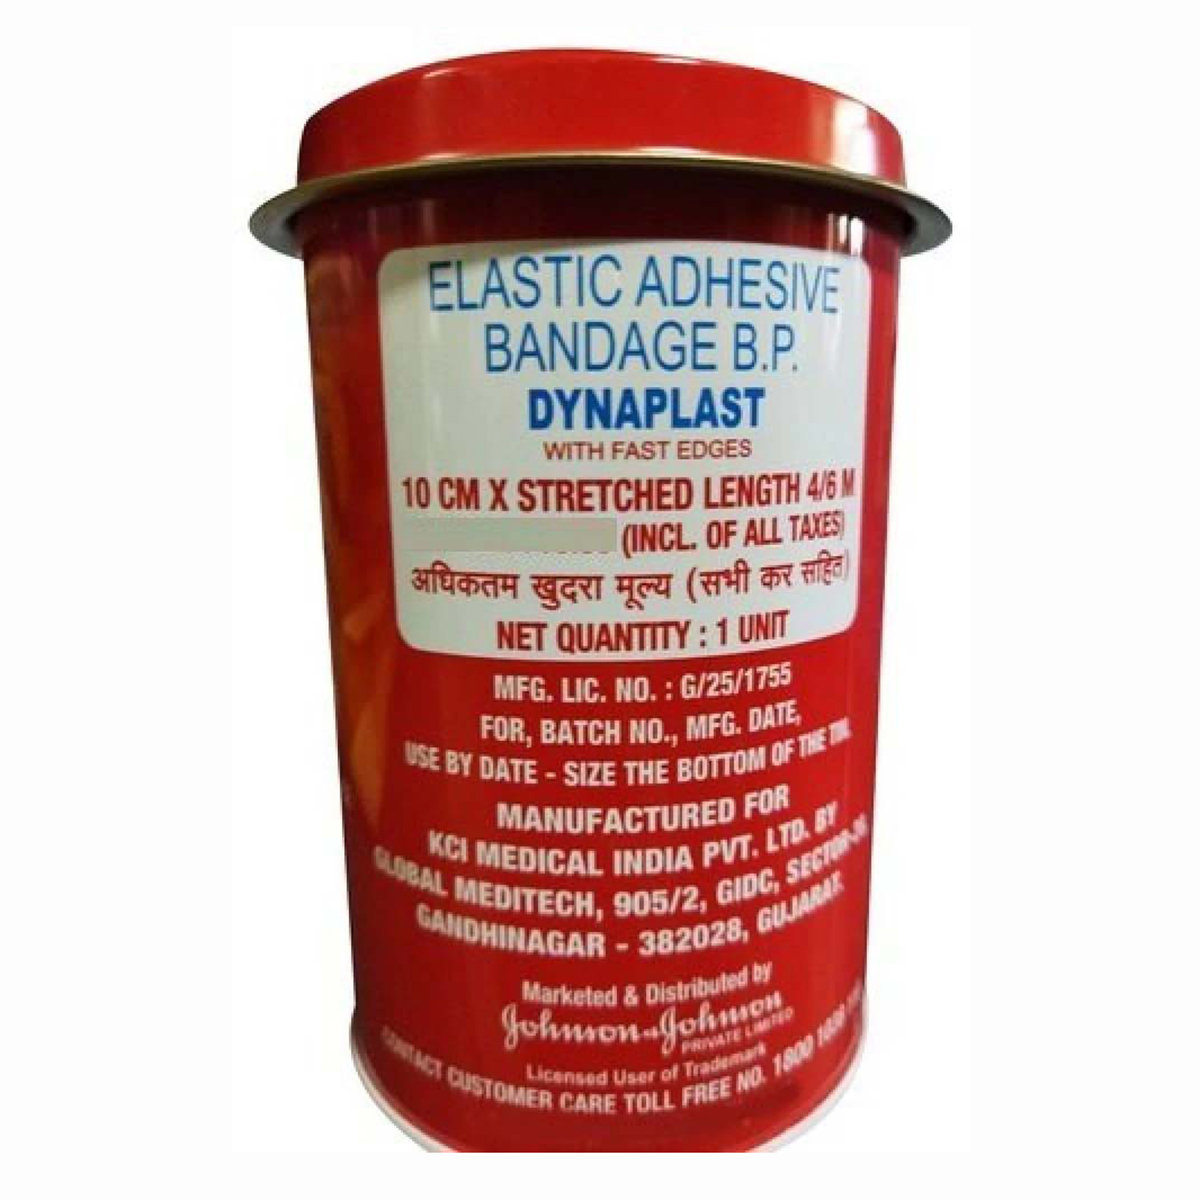 ELASTIC ADHESIVE
BANDAGE B.P.
DYNAPLAST
WITH FAST EDGES
10 CM X STRETCHED LENGTH 4/6 M
(INCL. OF ALL TAXES)
अधिकतम खुदरा मूल्य (सभी कर सहित)
NET QUANTITY : 1 UNIT
MFG. LIC. NO. : G/25/1755
FOR, BATCH NO., MFG. DATE,
USE BY DATE - SIZE THE BOTTOM OF THE TIN.
MANUFACTURED FOR
KCI MEDICAL INDIA PVT. LTD. BY
GLOBAL MEDITECH, 905/2, GIDC,
GANDHINAGAR - 382028, GUJARAT.
Marketed & Distributed by
Johnson & Johnson
PRIVATE LIMITED
Licensed User of Trademark
CONTACT CUSTOMER CARE TOLL FREE NO. 1800